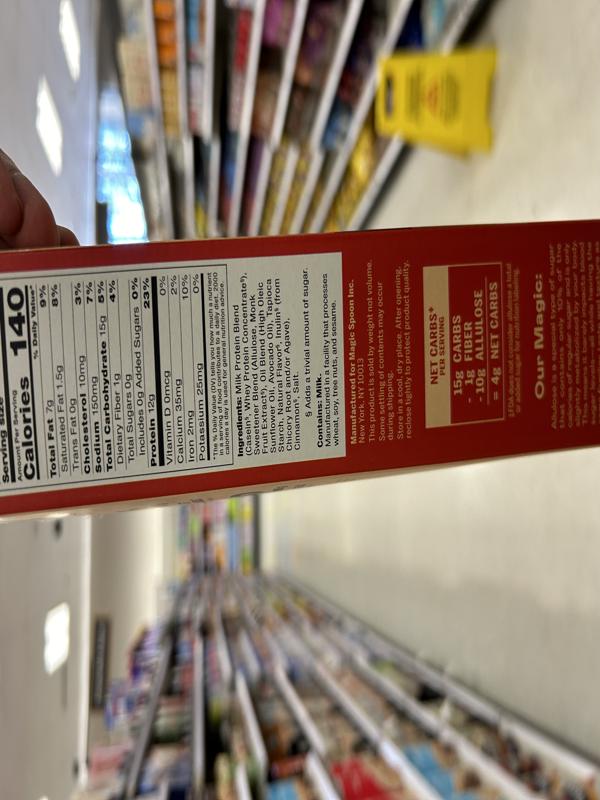 Serving size
Amount Per Serving
Calories 140
% Daily Value*
Total Fat 7g 9%
Saturated Fat 1.5g 8%
Trans Fat 0g
Cholesterol 10mg 3%
Sodium 150mg 7%
Total Carbohydrate 15g 5%
Dietary Fiber 1g 4%
Total Sugars 0g
Includes 0g Added Sugars 0%
Protein 12g 23%
Vitamin D 0mcg 0%
Calcium 35mg 2%
Iron 2mg 10%
Potassium 25mg 0%
*The % Daily Value (DV) tells you how much a nutrient
in a serving of food contributes to a daily diet. 2000
calories a day is used for general nutrition advice.
Ingredients: Milk Protein Blend
(Casein§, Whey Protein Concentrate§),
Sweetener Blend (Allulose, Monk
Fruit Extract§), Oil Blend (High Oleic
Sunflower Oil, Avocado Oil), Tapioca
Starch, Natural Flavor§, Inulin§ (from
Chicory Root and/or Agave),
Cinnamon§, Salt.
§ Adds a trivial amount of sugar.
Contains: Milk.
Manufactured in a facility that processes
wheat, soy, tree nuts, and sesame.
Manufactured for Magic Spoon Inc.
New York, NY 10013
This product is sold by weight not volume.
Some settling of contents may occur
during shipping.
Store in a cool, dry place. After opening,
reclose tightly to protect product quality.
NET CARBS*
PER SERVING
15g CARBS
- 1g FIBER
- 10g ALLULOSE
= 4g NET CARBS
Our Magic: